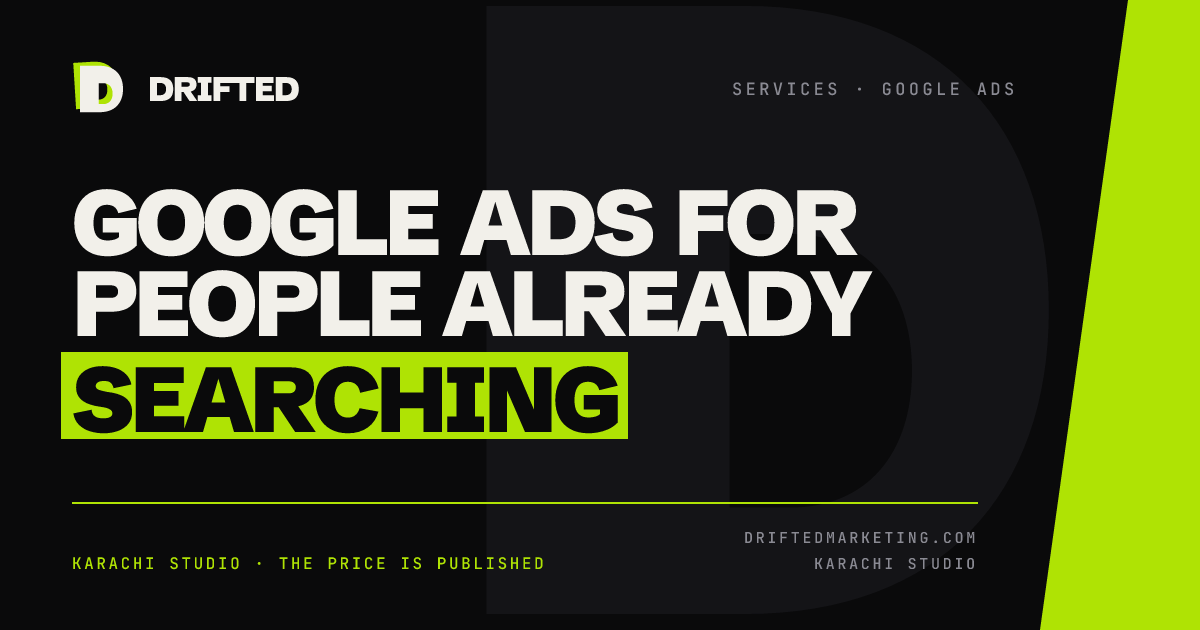 DRIFTED
SERVICES · GOOGLE ADS
GOOGLE ADS FOR
PEOPLE ALREADY
SEARCHING
KARACHI STUDIO · THE PRICE IS PUBLISHED
DRIFTEDMARKETING.COM
KARACHI STUDIO